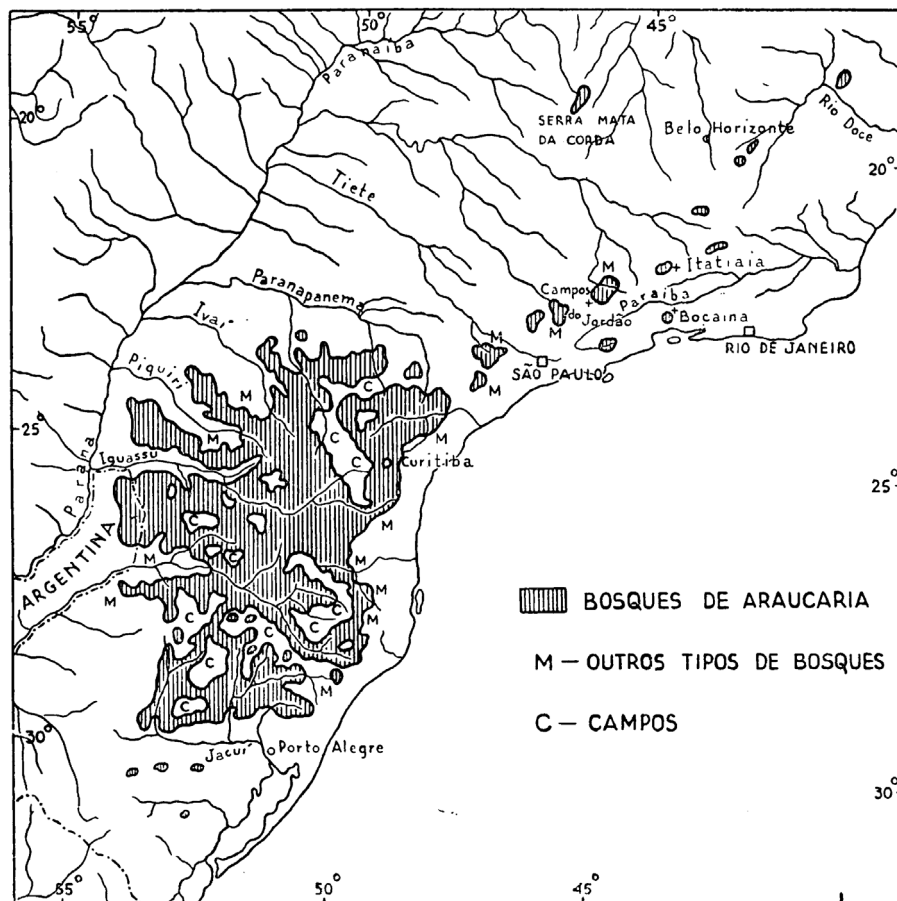 55°
50°
45°
Paranaiba
20°
SERRA MATA
DA CORDA
Belo Horizonte
Rio Doce
20°
Tiete
Paranapanema
M
Itatiaia
Campos
do Jordão
Paraiba
Bocaina
M
RIO DE JANEIRO
Ivai
M
SÃO PAULO
M
Piquiri
C
M
25°
M
C
M
Iguassu
C
Curitiba
Parana
25°
C
M
ARGENTINA
M
C
M
M
M
C
C
M
C
C
C
M
C
30°
Jacuí
Porto Alegre
30°
BOSQUES DE ARAUCARIA
M – OUTROS TIPOS DE BOSQUES
C – CAMPOS
55°
50°
45°